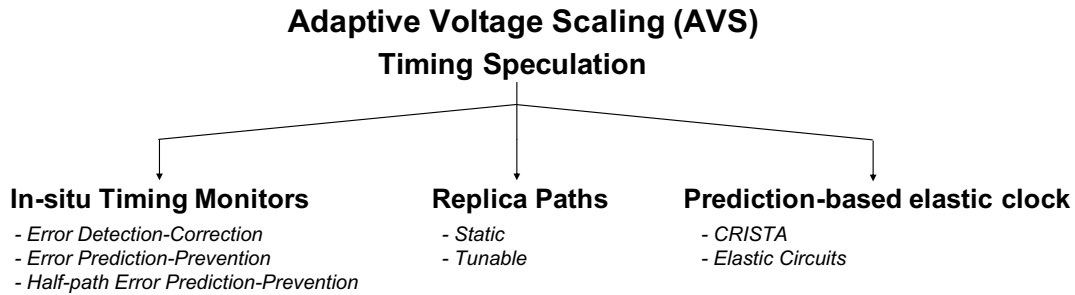 Adaptive Voltage Scaling (AVS)
Timing Speculation
In-situ Timing Monitors
- Error Detection-Correction
- Error Prediction-Prevention
- Half-path Error Prediction-Prevention
Replica Paths
- Static
- Tunable
Prediction-based elastic clock
- CRISTA
- Elastic Circuits